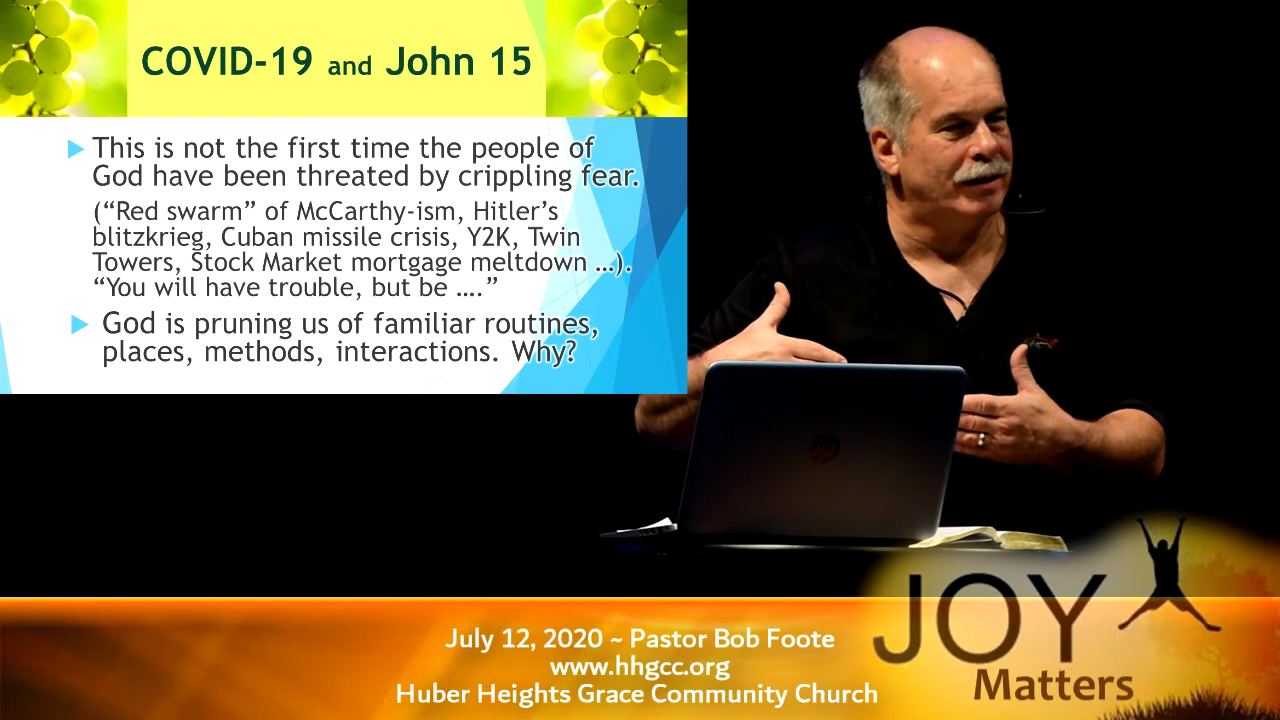 COVID-19 and John 15
This is not the first time the people of
God have been threated by crippling fear.
(“Red swarm” of McCarthy-ism, Hitler’s
blitzkrieg, Cuban missile crisis, Y2K, Twin
Towers, Stock Market mortgage meltdown …).
“You will have trouble, but be ….”
God is pruning us of familiar routines,
places, methods, interactions. Why?
hp
JOY
Matters
July 12, 2020 ~ Pastor Bob Foote
www.hhgcc.org
Huber Heights Grace Community Church